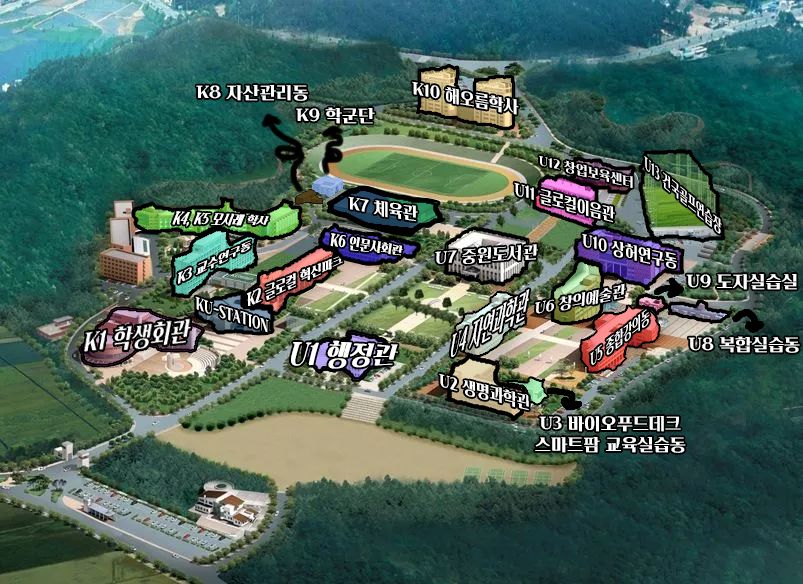 K10 해오름학사
K8 자산관리동
K9 학군단
U12 창업보육센터
U13 건국골프연습장
U11 글로컬이음관
K7 체육관
K4, K5 모시래 학사
K6 인문사회관
U7 중원도서관
U10 상허연구동
K3 교수연구동
K2 글로컬 혁신파크
U9 도자실습실
U6 창의예술관
KU-STATION
U4 자연과학관
K1 학생회관
U5 종합강의동
U8 복합실습동
U1 행정관
U2 생명과학관
U3 바이오푸드테크
스마트팜 교육실습동